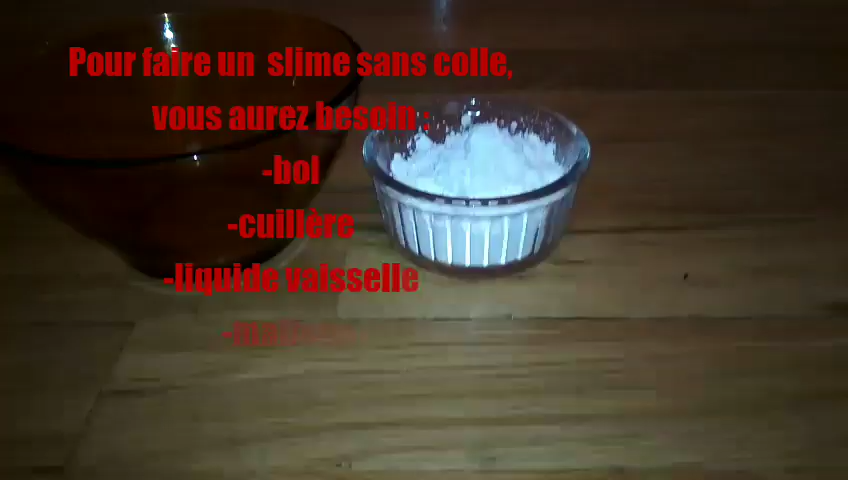 Pour faire un  slime sans colle,
vous aurez besoin :
-bol
-cuillère
-liquide vaisselle